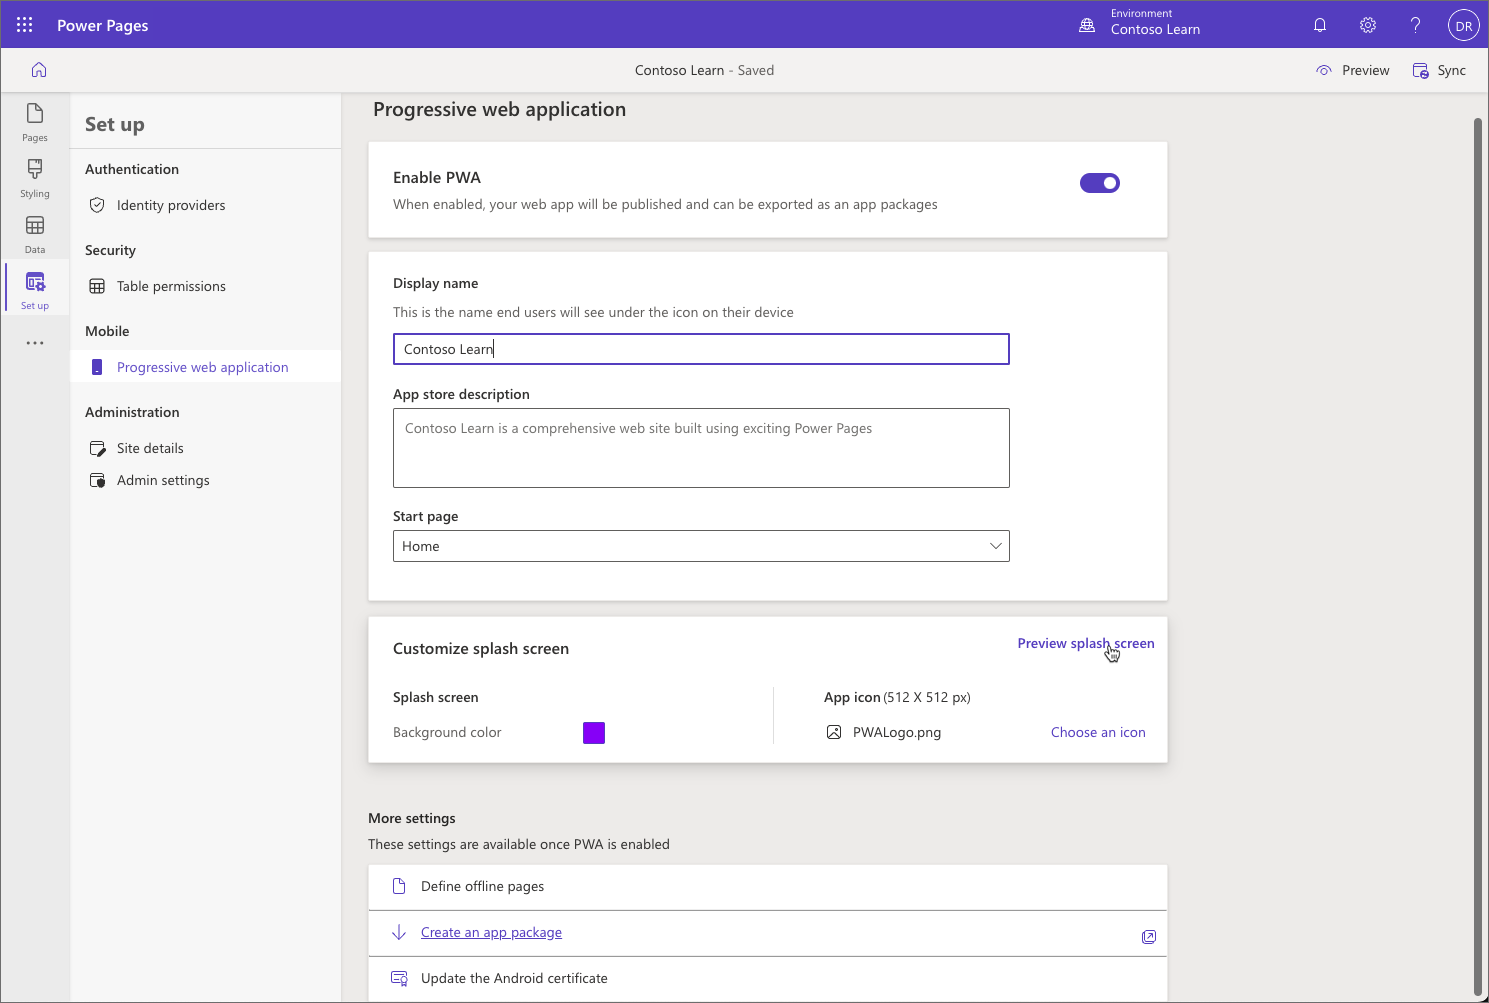 Power Pages
Environment
Contoso Learn
DR
Contoso Learn - Saved
Preview
Sync
Pages
Styling
Data
Set up
Set up
Authentication
Identity providers
Security
Table permissions
Mobile
Progressive web application
Administration
Site details
Admin settings
Progressive web application
Enable PWA
When enabled, your web app will be published and can be exported as an app packages
Display name
This is the name end users will see under the icon on their device
Contoso Learn
App store description
Contoso Learn is a comprehensive web site built using exciting Power Pages
Start page
Home
Customize splash screen
Preview splash screen
Splash screen
Background color
App icon (512 X 512 px)
PWALogo.png
Choose an icon
More settings
These settings are available once PWA is enabled
Define offline pages
Create an app package
Update the Android certificate